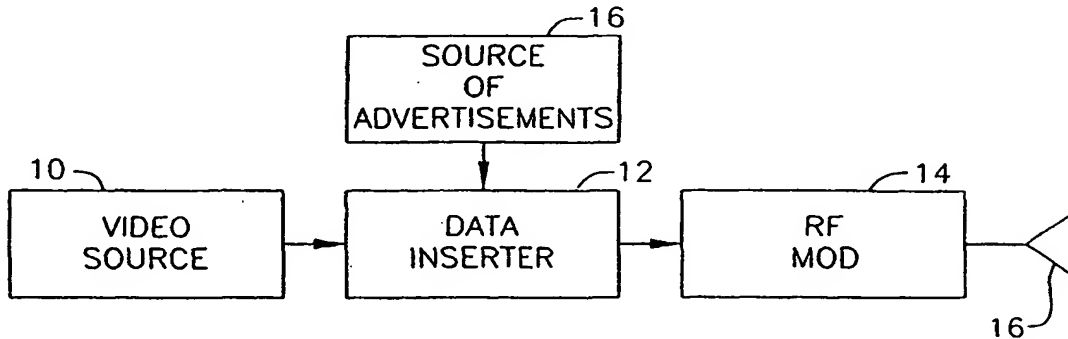 16
SOURCE
OF
ADVERTISEMENTS
10
VIDEO
SOURCE
12
DATA
INSERTER
14
RF
MOD
16